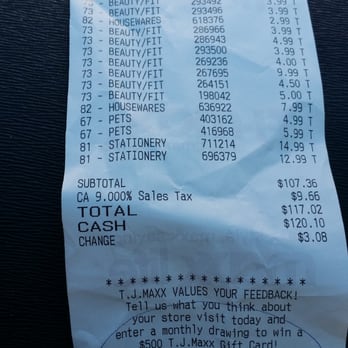 73 - BEAUTY/FIT 293492 3.99 T
73 - BEAUTY/FIT 293496 3.99 T
82 - HOUSEWARES 618376 2.99 T
73 - BEAUTY/FIT 286966 3.99 T
73 - BEAUTY/FIT 286943 4.99 T
73 - BEAUTY/FIT 293500 3.99 T
73 - BEAUTY/FIT 269236 4.00 T
73 - BEAUTY/FIT 267695 9.99 T
73 - BEAUTY/FIT 264151 4.50 T
73 - BEAUTY/FIT 198042 5.00 T
82 - HOUSEWARES 636922 7.99 T
67 - PETS 403162 4.99 T
67 - PETS 416968 5.99 T
81 - STATIONERY 711214 14.99 T
81 - STATIONERY 696379 12.99 T
SUBTOTAL $107.36
CA 9.000% Sales Tax $9.66
TOTAL $117.02
CASH $120.10
CHANGE $3.08
* * * * * * * * * * * * * * *
T.J.MAXX VALUES YOUR FEEDBACK!
Tell us what you think about
your store visit today and
enter a monthly drawing to win a
$500 T.J.Maxx Gift Card!